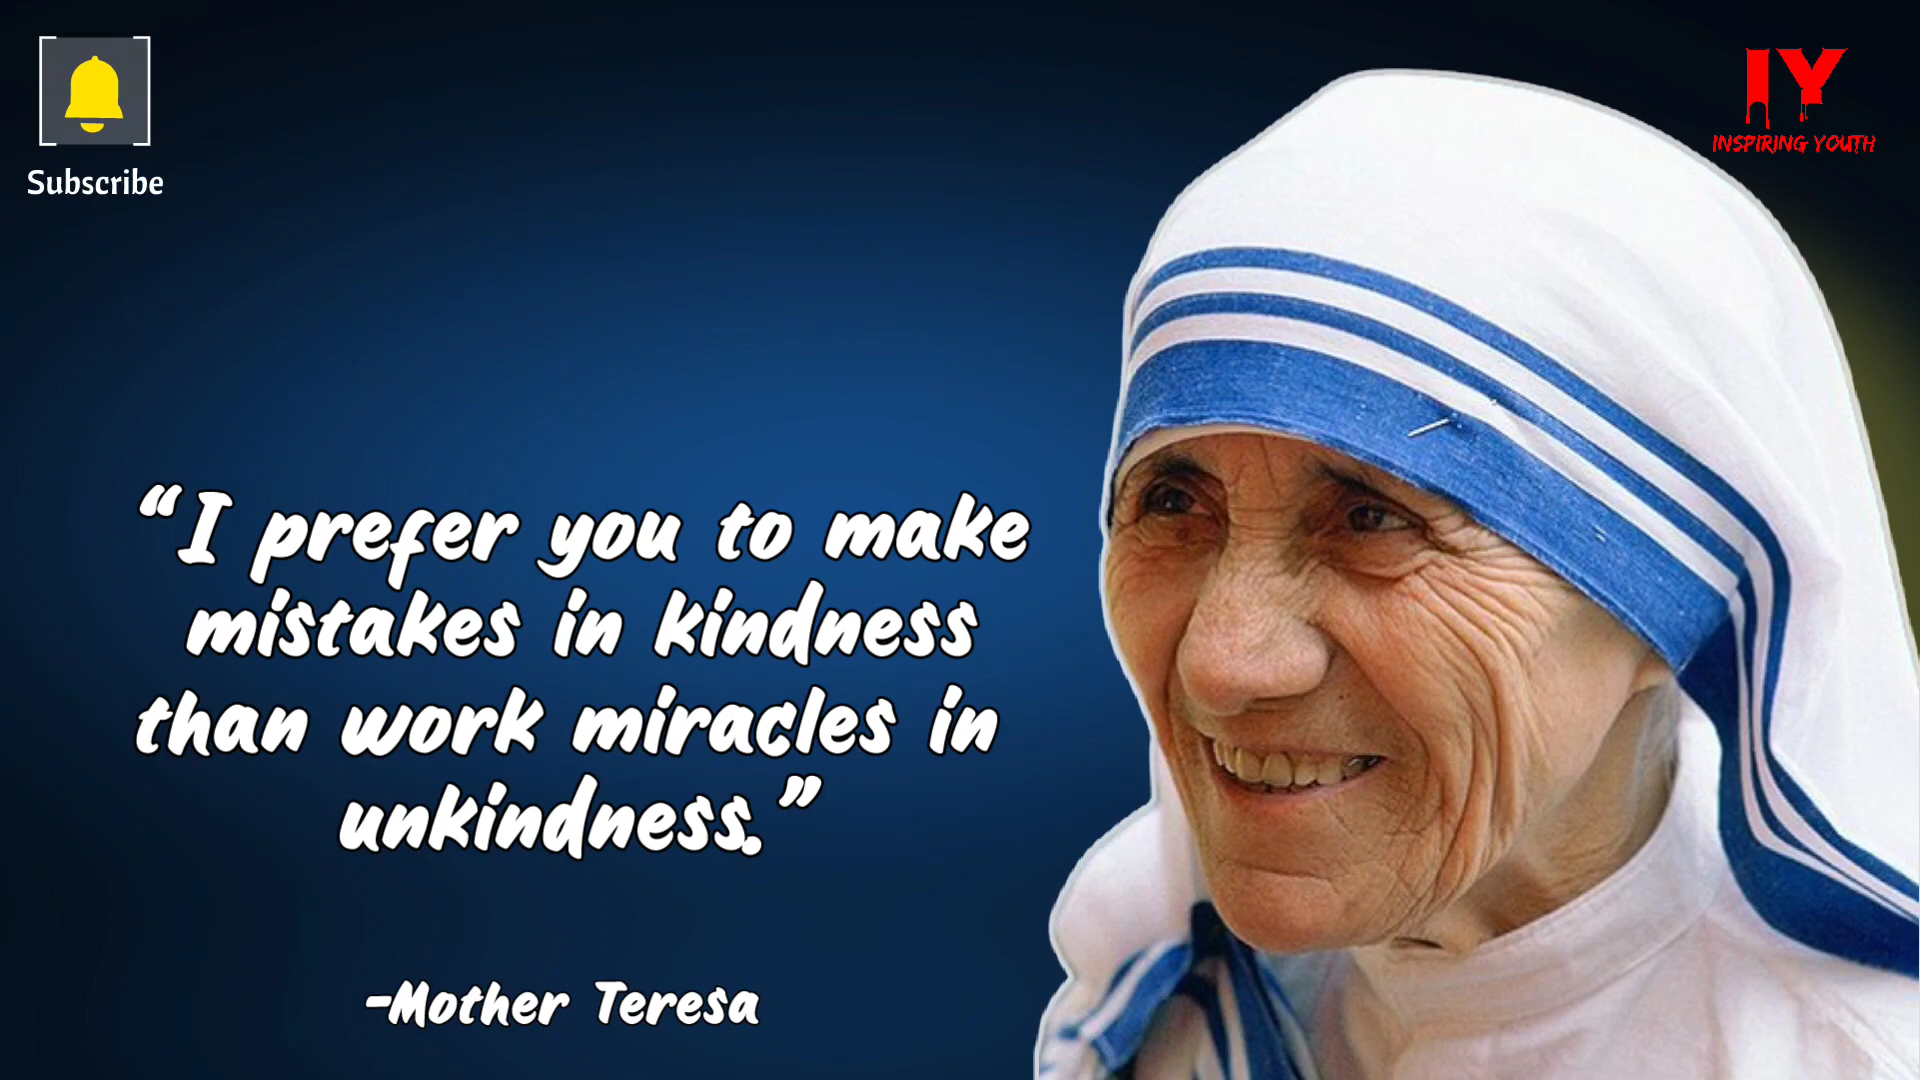 Subscribe
IY
INSPIRING YOUTH
“I prefer you to make
mistakes in kindness
than work miracles in
unkindness.”
-Mother Teresa